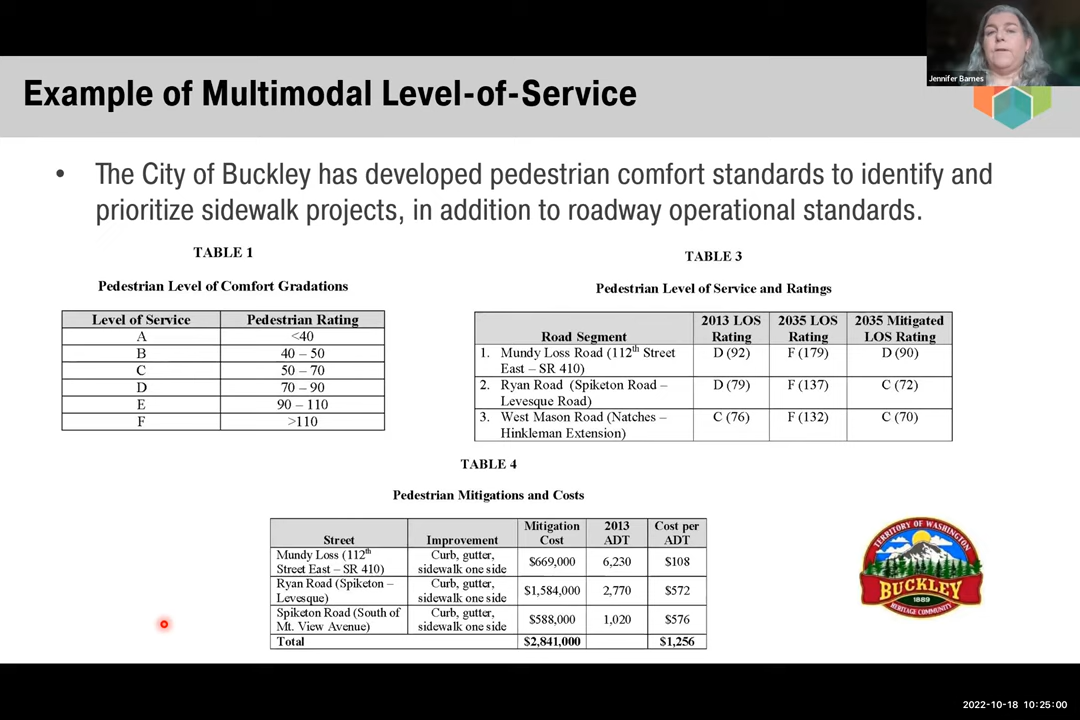 Jennifer Barnes
Example of Multimodal Level-of-Service
• The City of Buckley has developed pedestrian comfort standards to identify and
prioritize sidewalk projects, in addition to roadway operational standards.
TABLE 1
Pedestrian Level of Comfort Gradations
Level of Service Pedestrian Rating
A <40
B 40 – 50
C 50 – 70
D 70 – 90
E 90 – 110
F >110
TABLE 3
Pedestrian Level of Service and Ratings
2013 LOS 2035 LOS 2035 Mitigated
Road Segment Rating Rating LOS Rating
1. Mundy Loss Road (112th Street D (92) F (179) D (90)
East – SR 410)
2. Ryan Road (Spiketon Road – D (79) F (137) C (72)
Levesque Road)
3. West Mason Road (Natches – C (76) F (132) C (70)
Hinkleman Extension)
TABLE 4
Pedestrian Mitigations and Costs
Mitigation 2013 Cost per
Street Improvement Cost ADT ADT
Mundy Loss (112th Curb, gutter, $669,000 6,230 $108
Street East – SR 410) sidewalk one side
Ryan Road (Spiketon – Curb, gutter, $1,584,000 2,770 $572
Levesque) sidewalk one side
Spiketon Road (South of Curb, gutter, $588,000 1,020 $576
Mt. View Avenue) sidewalk one side
Total $2,841,000 $1,256
TERRITORY OF WASHINGTON
BUCKLEY
1889
HERITAGE COMMUNITY
2022-10-18 10:25:00